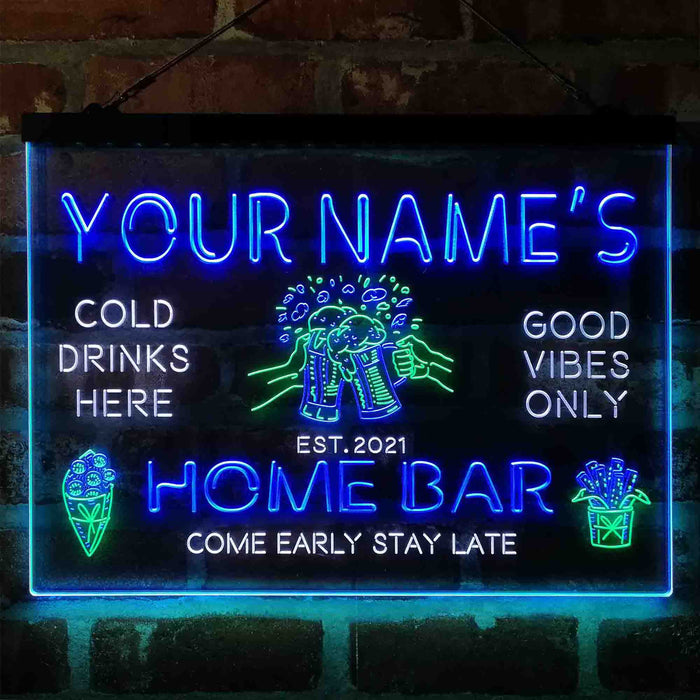 YOUR NAME'S
COLD
DRINKS
HERE
GOOD
VIBES
ONLY
EST.2021
HOME BAR
COME EARLY STAY LATE